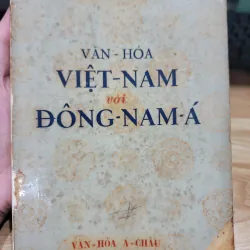 VĂN - HÓA
VIỆT-NAM
với
ĐÔNG-NAM-Á
VĂN-HÓA Á-CHÂU